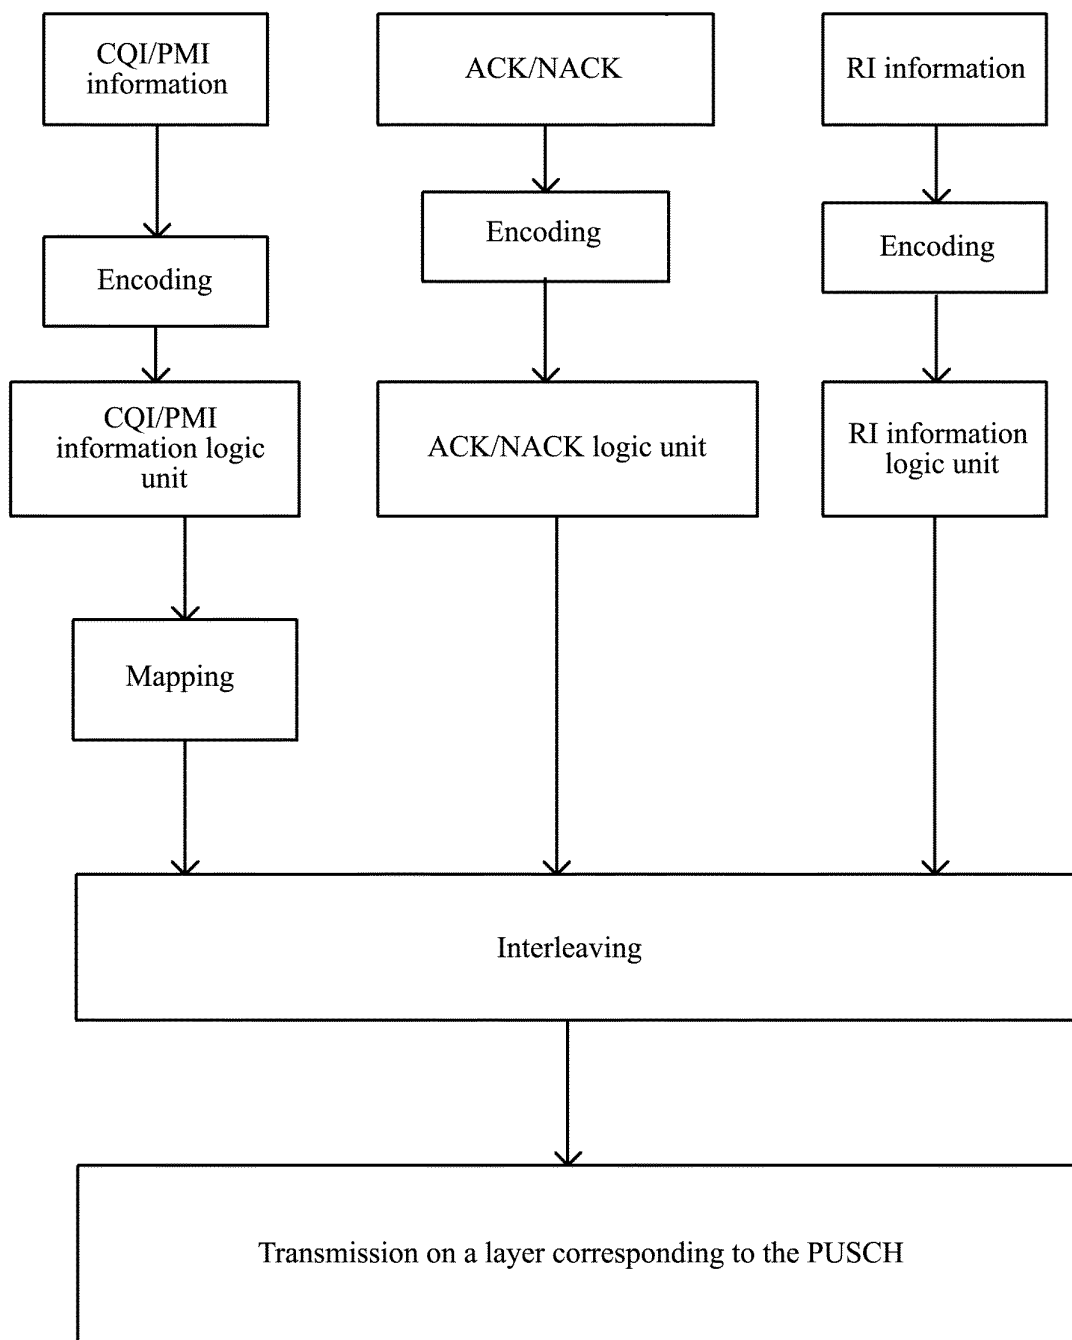 CQI/PMI
information
ACK/NACK
RI information
Encoding
Encoding
Encoding
CQI/PMI
information logic
unit
ACK/NACK logic unit
RI information
logic unit
Mapping
Interleaving
Transmission on a layer corresponding to the PUSCH